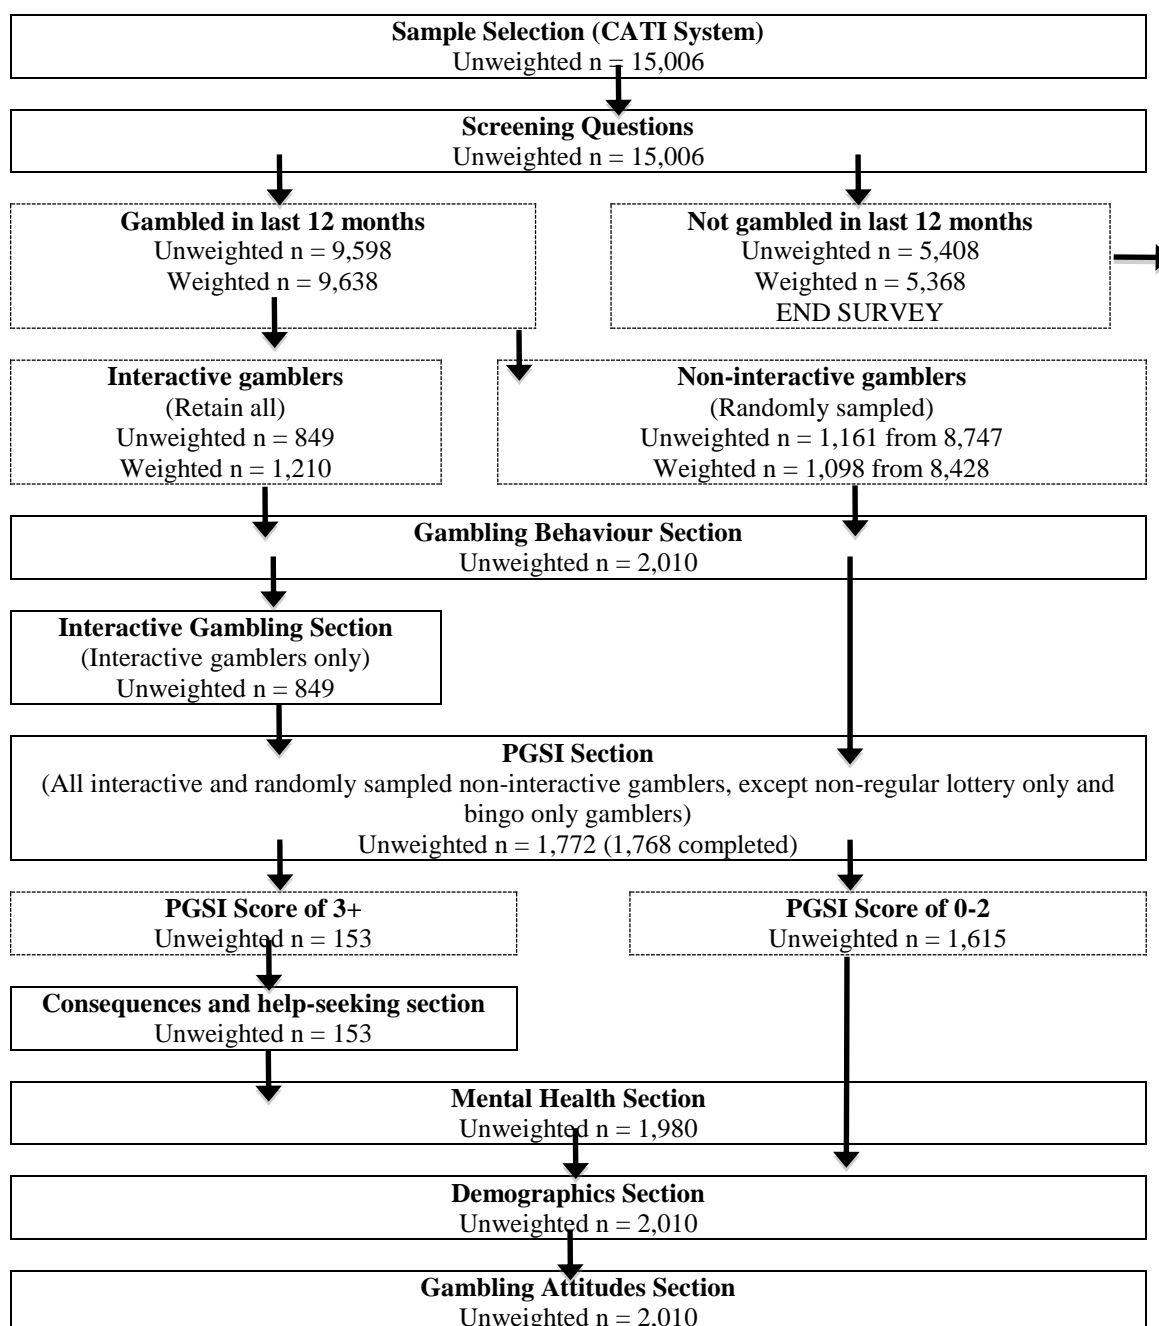 Sample Selection (CATI System)
Unweighted n = 15,006
Screening Questions
Unweighted n = 15,006
Gambled in last 12 months
Unweighted n = 9,598
Weighted n = 9,638
Not gambled in last 12 months
Unweighted n = 5,408
Weighted n = 5,368
END SURVEY
Interactive gamblers
(Retain all)
Unweighted n = 849
Weighted n = 1,210
Non-interactive gamblers
(Randomly sampled)
Unweighted n = 1,161 from 8,747
Weighted n = 1,098 from 8,428
Gambling Behaviour Section
Unweighted n = 2,010
Interactive Gambling Section
(Interactive gamblers only)
Unweighted n = 849
PGSI Section
(All interactive and randomly sampled non-interactive gamblers, except non-regular lottery only and
bingo only gamblers)
Unweighted n = 1,772 (1,768 completed)
PGSI Score of 3+
Unweighted n = 153
PGSI Score of 0-2
Unweighted n = 1,615
Consequences and help-seeking section
Unweighted n = 153
Mental Health Section
Unweighted n = 1,980
Demographics Section
Unweighted n = 2,010
Gambling Attitudes Section
Unweighted n = 2,010